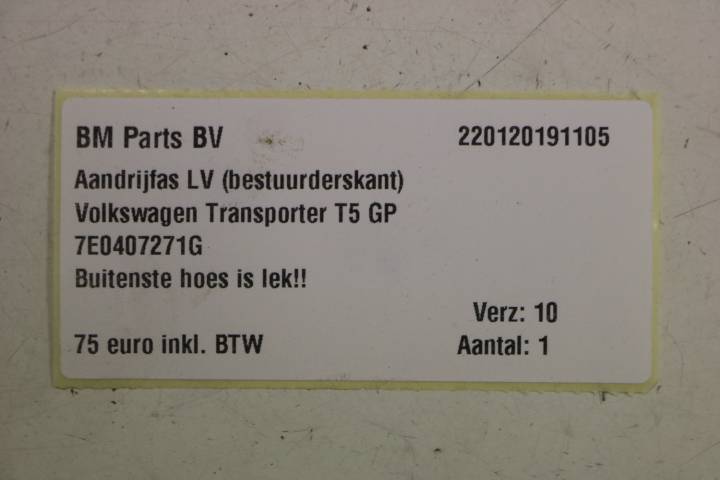 BM Parts BV 220120191105
Aandrijfas LV (bestuurderskant)
Volkswagen Transporter T5 GP
7E0407271G
Buitenste hoes is lek!!
Verz: 10
75 euro inkl. BTW Aantal: 1